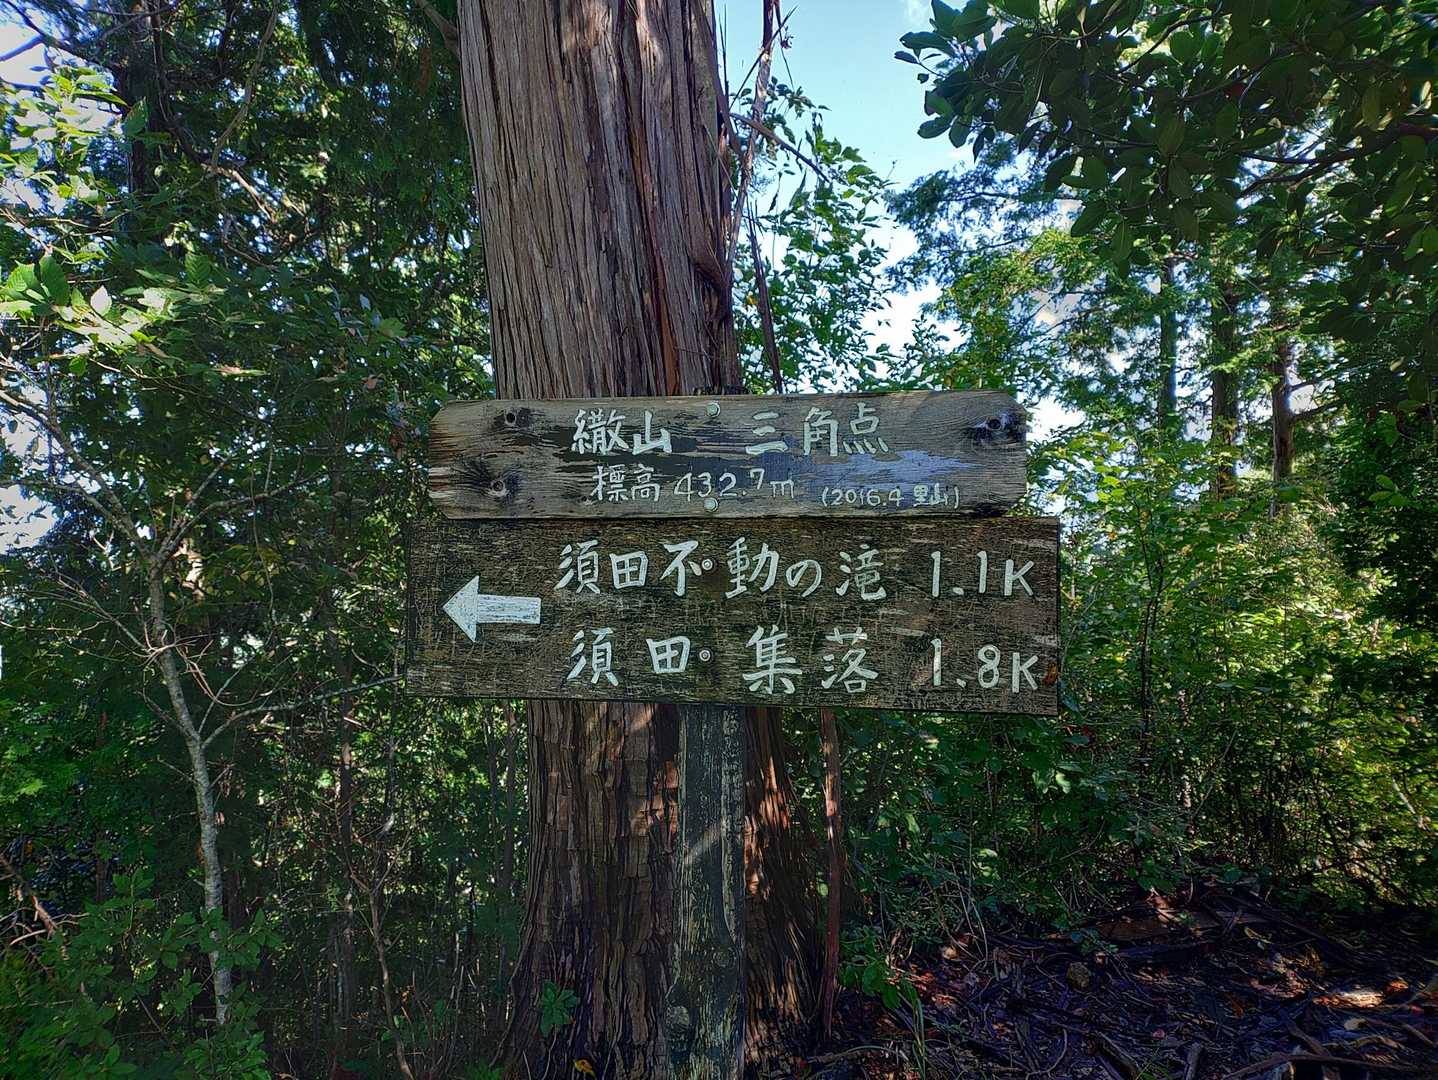 繖山 三角点
標高 432.7m (2016.4 里山)
須田不動の滝 1.1K
須田 集落 1.8K